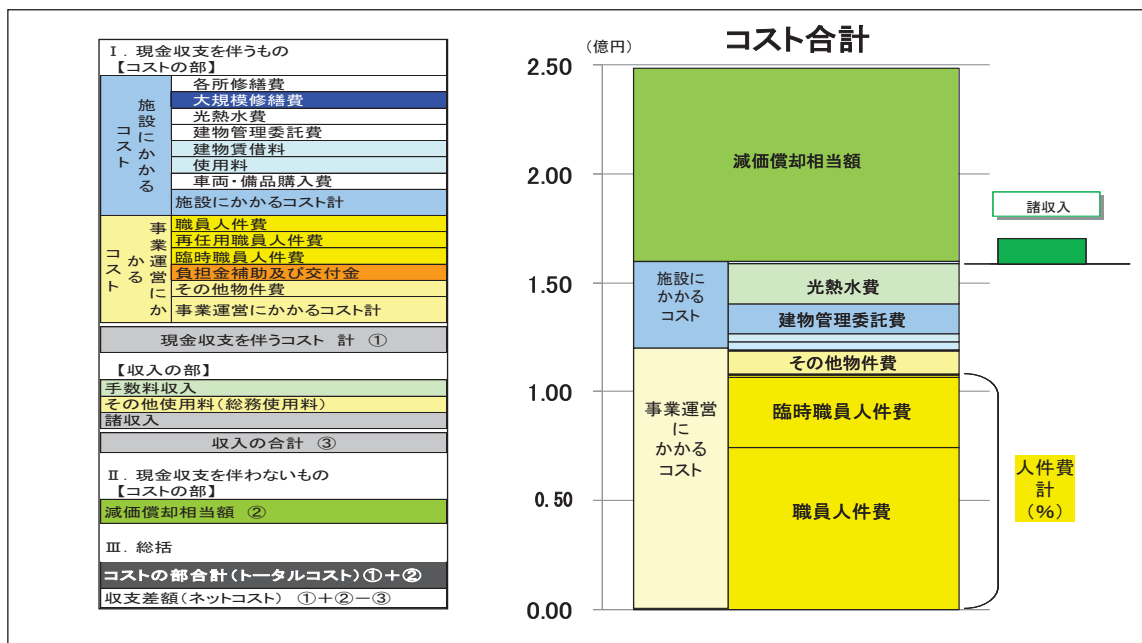 Ⅰ. 現金収支を伴うもの
【コストの部】
施設にかかる
コスト
各所修繕費
大規模修繕費
光熱水費
建物管理委託費
建物賃借料
使用料
車両・備品購入費
施設にかかるコスト計
事業運営にか
かる
コスト
職員人件費
再任用職員人件費
臨時職員人件費
負担金補助及び交付金
その他物件費
事業運営にかかるコスト計
現金収支を伴うコスト 計 ①
【収入の部】
手数料収入
その他使用料(総務使用料)
諸収入
収入の合計 ③
Ⅱ. 現金収支を伴わないもの
【コストの部】
減価償却相当額 ②
Ⅲ. 総括
コストの部合計(トータルコスト)①+②
収支差額(ネットコスト) ①+②-③
コスト合計
(億円)
2.50
2.00
1.50
1.00
0.50
0.00
減価償却相当額
施設に
かかる
コスト
光熱水費
建物管理委託費
その他物件費
事業運営
に
かかる
コスト
臨時職員人件費
職員人件費
諸収入
人件費
計
(%)